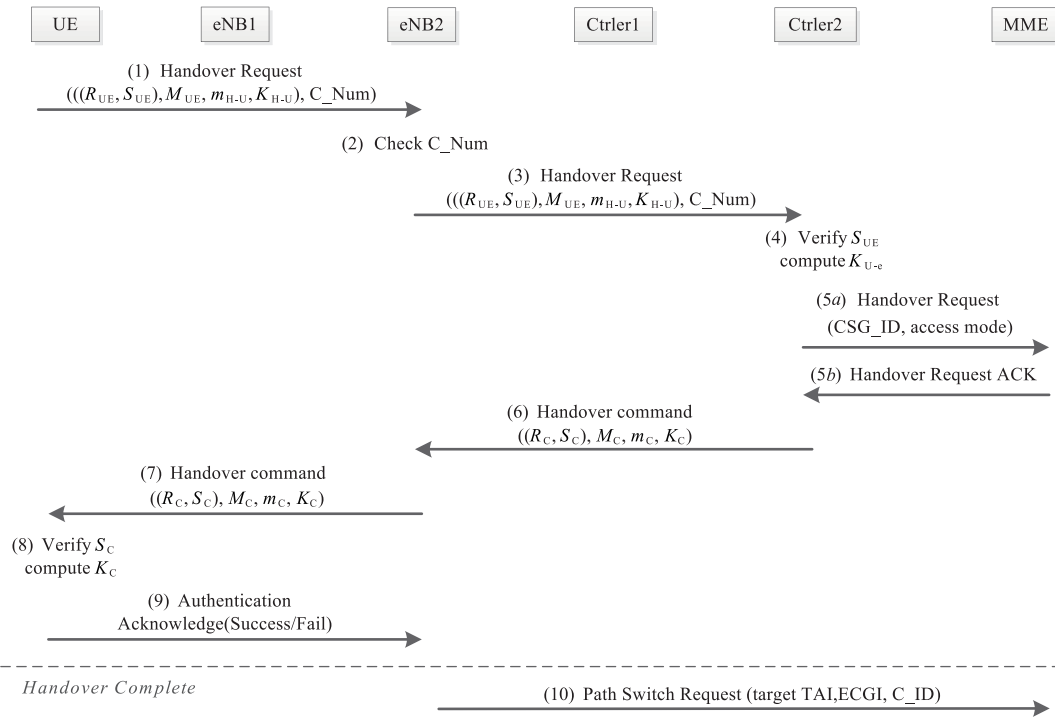 UE eNB1 eNB2 Ctrler1 Ctrler2 MME
(1) Handover Request
(((R_UE, S_UE), M_UE, m_H-U, K_H-U), C_Num)
(2) Check C_Num
(3) Handover Request
(((R_UE, S_UE), M_UE, m_H-U, K_H-U), C_Num)
(4) Verify S_UE
compute K_U-e
(5a) Handover Request
(CSG_ID, access mode)
(5b) Handover Request ACK
(6) Handover command
((R_C, S_C), M_C, m_C, K_C)
(7) Handover command
((R_C, S_C), M_C, m_C, K_C)
(8) Verify S_C
compute K_C
(9) Authentication
Acknowledge(Success/Fail)
Handover Complete
(10) Path Switch Request (target TAI,ECGI, C_ID)